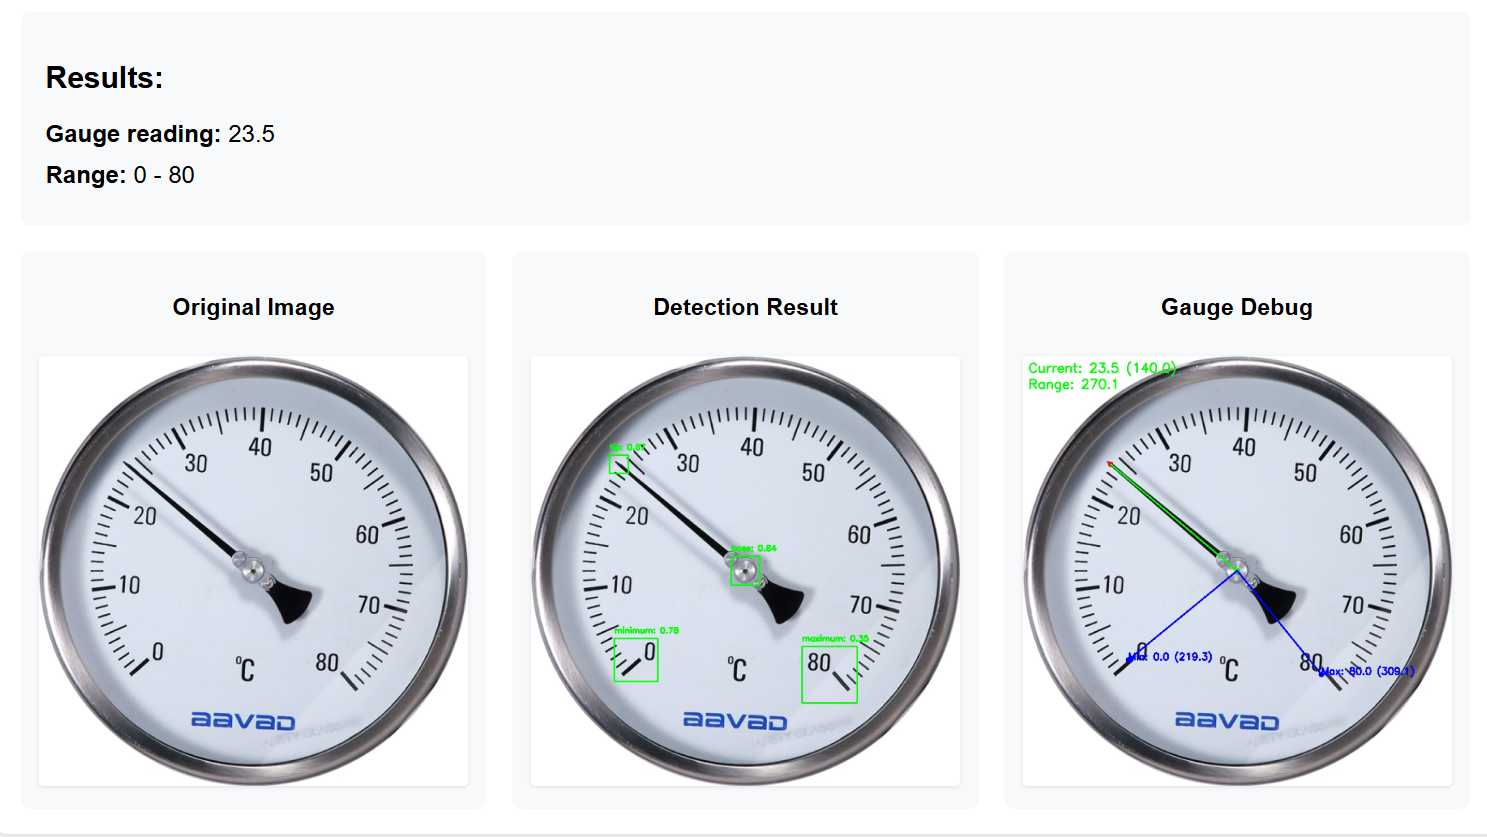 Results:
Gauge reading: 23.5
Range: 0 - 80
Original Image
40
30
50
20
60
10
70
0
80
°C
aavad
Detection Result
40
30
50
20
60
base: 0.84
10
70
minimum: 0.78
maximum: 0.35
0
80
°C
aavad
Gauge Debug
Current: 23.5 (140.0)
Range: 270.1
40
30
50
20
60
10
70
0
Min: 0.0 (219.3)
80
Max: 80.0 (309.1)
°C
aavad